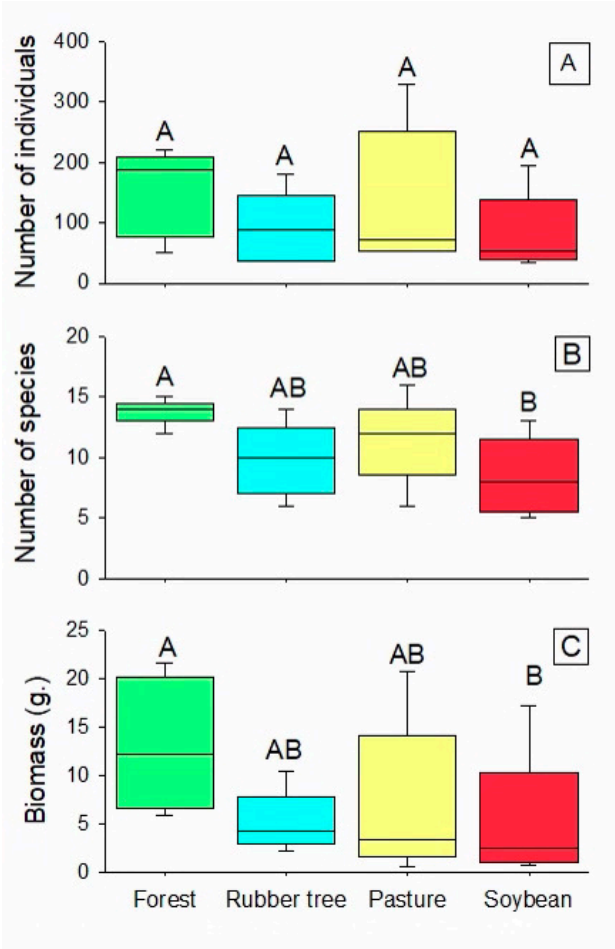 400
300
200
100
0
Number of individuals
A
A
A
A
A
20
15
10
5
0
Number of species
A
AB
AB
B
B
25
20
15
10
5
0
Biomass (g.)
A
AB
AB
B
C
Forest Rubber tree Pasture Soybean